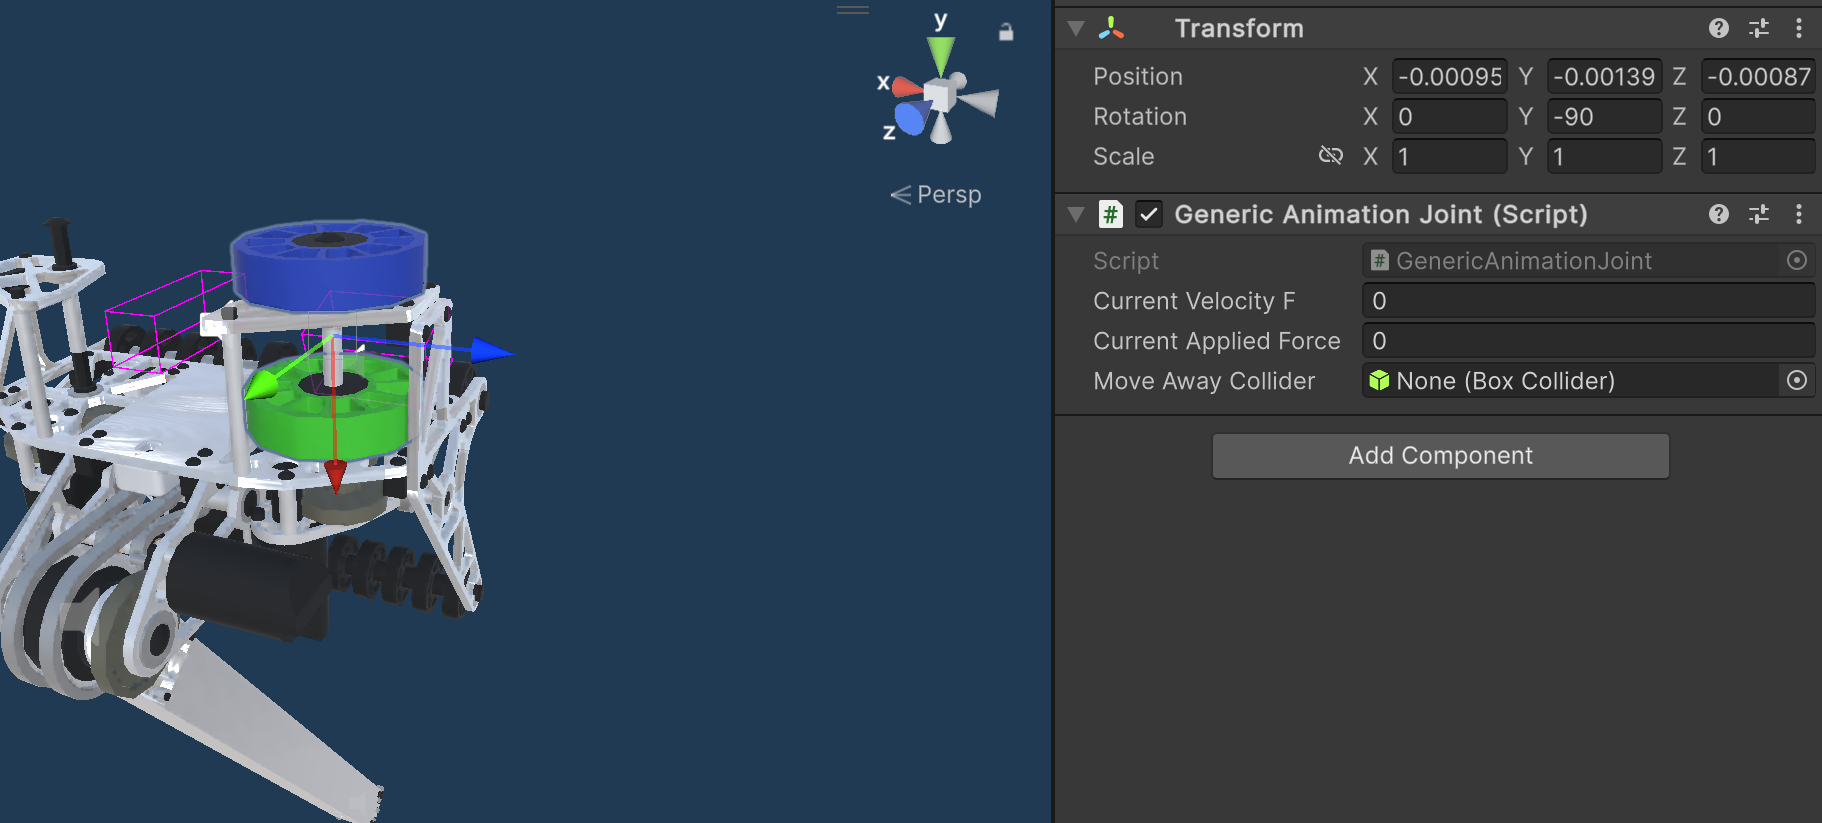 y
x
z
Persp
Transform
Position X -0.00095 Y -0.00139 Z -0.00087
Rotation X 0 Y -90 Z 0
Scale X 1 Y 1 Z 1
# Generic Animation Joint (Script)
Script # GenericAnimationJoint
Current Velocity F 0
Current Applied Force 0
Move Away Collider None (Box Collider)
Add Component